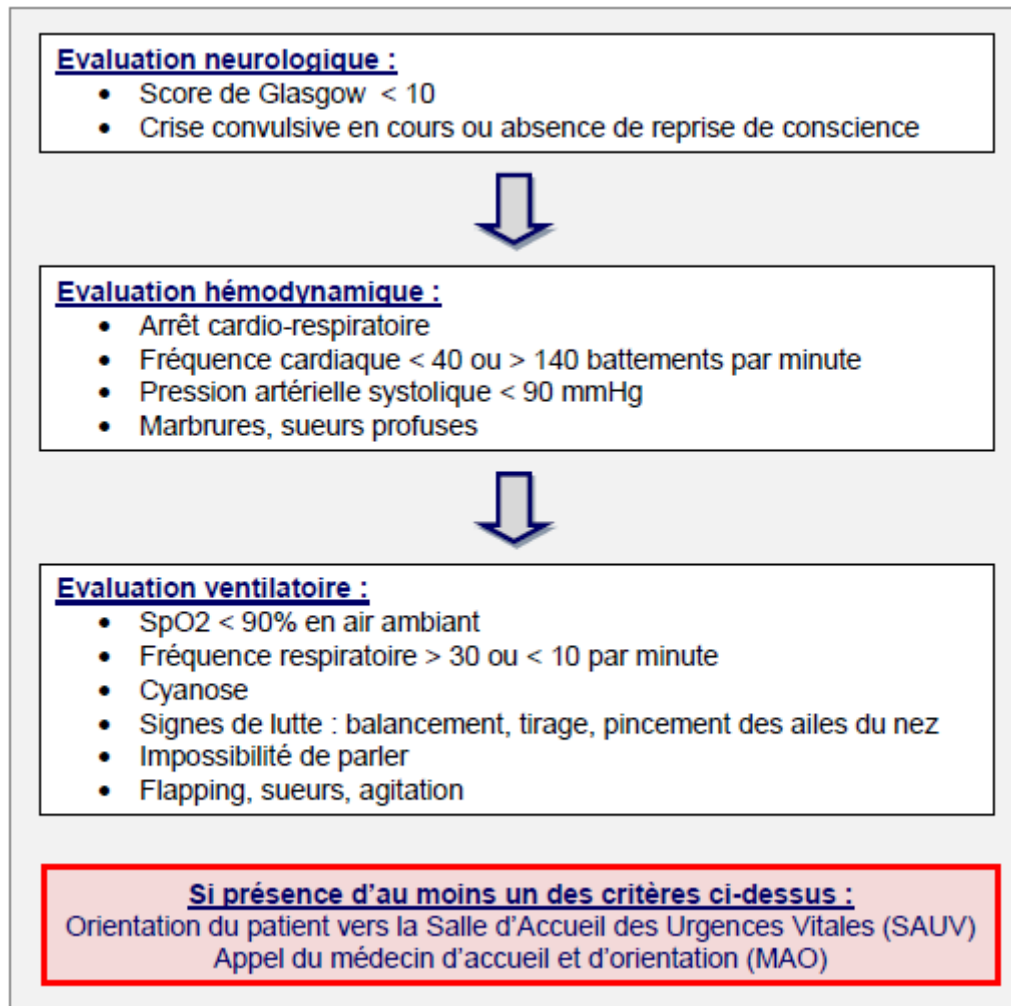 Evaluation neurologique :
• Score de Glasgow < 10
• Crise convulsive en cours ou absence de reprise de conscience
Evaluation hémodynamique :
• Arrêt cardio-respiratoire
• Fréquence cardiaque < 40 ou > 140 battements par minute
• Pression artérielle systolique < 90 mmHg
• Marbrures, sueurs profuses
Evaluation ventilatoire :
• SpO2 < 90% en air ambiant
• Fréquence respiratoire > 30 ou < 10 par minute
• Cyanose
• Signes de lutte : balancement, tirage, pincement des ailes du nez
• Impossibilité de parler
• Flapping, sueurs, agitation
Si présence d'au moins un des critères ci-dessus :
Orientation du patient vers la Salle d'Accueil des Urgences Vitales (SAUV)
Appel du médecin d'accueil et d'orientation (MAO)